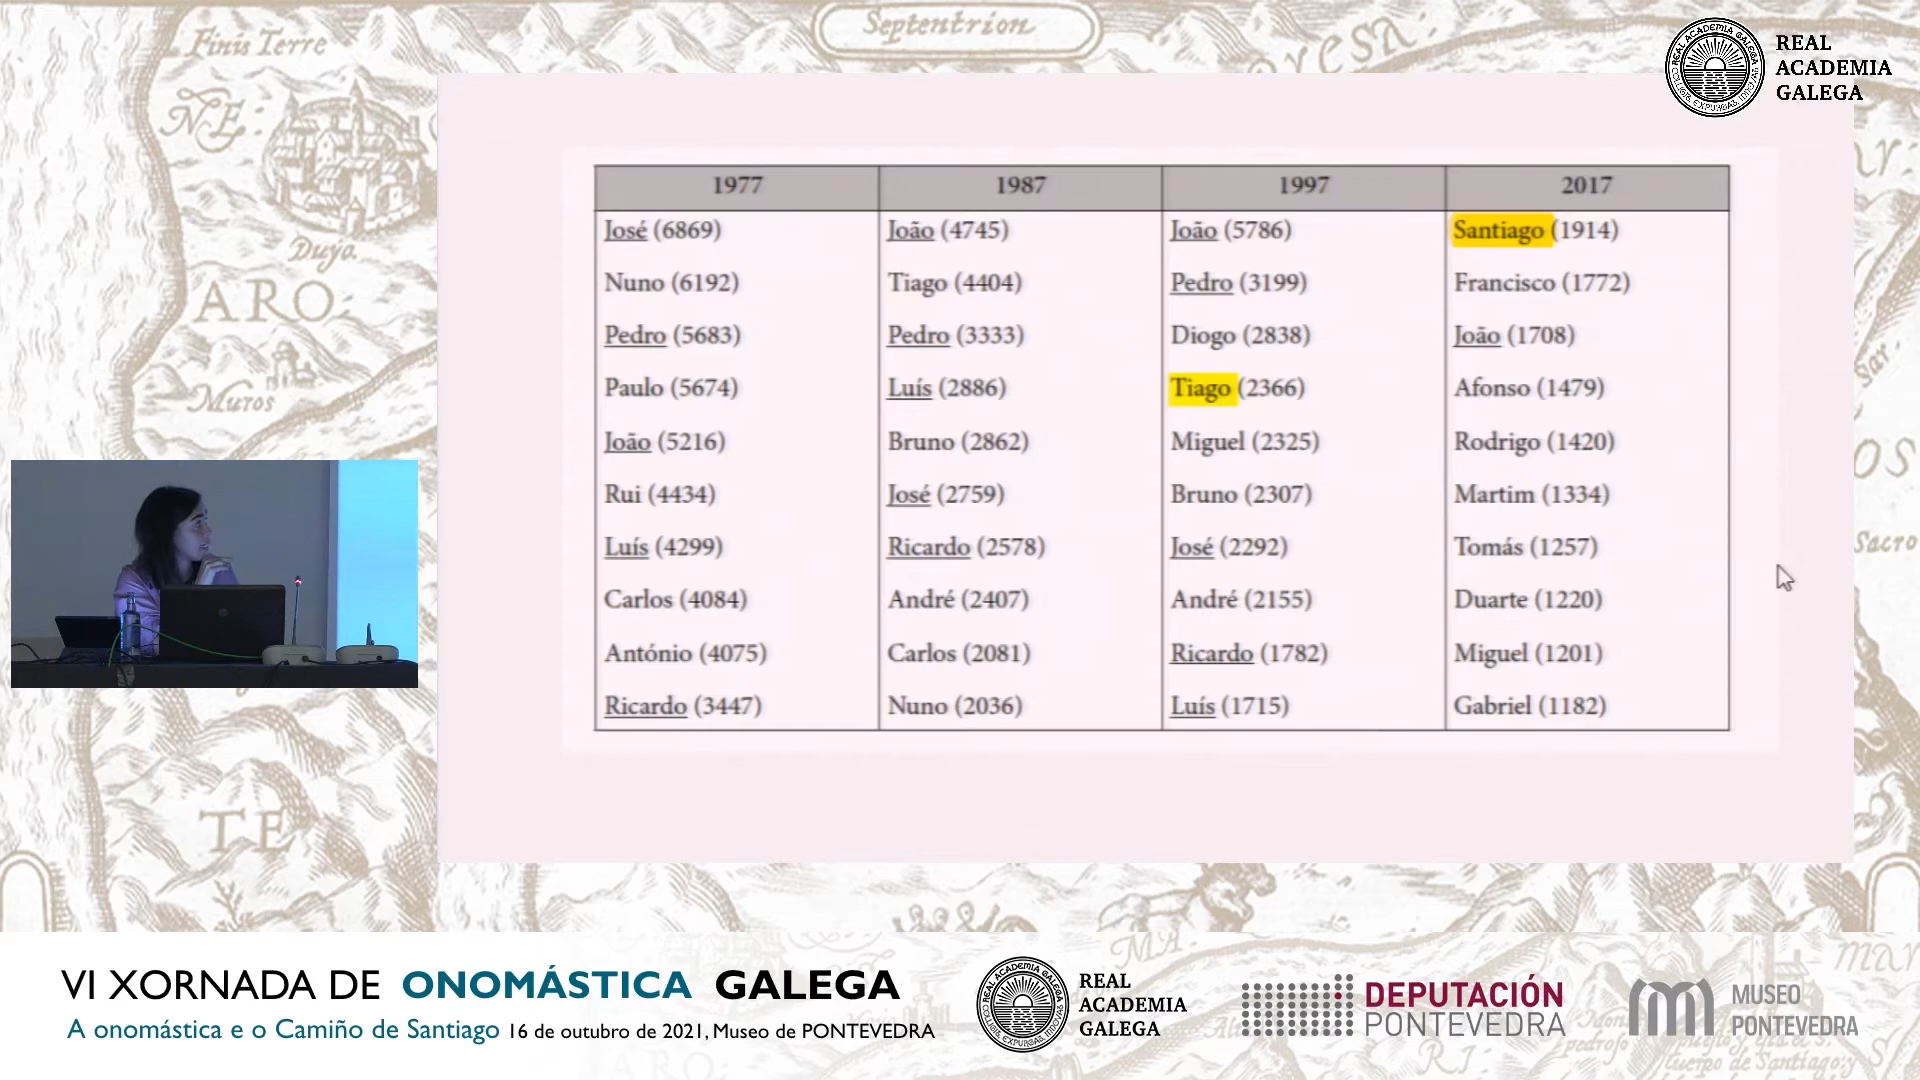 Septentrion
Finis Terre
NE
Dujo.
ARO
Muros
TE
REAL
ACADEMIA
GALEGA
1977 1987 1997 2017
José (6869) João (4745) João (5786) Santiago (1914)
Nuno (6192) Tiago (4404) Pedro (3199) Francisco (1772)
Pedro (5683) Pedro (3333) Diogo (2838) João (1708)
Paulo (5674) Luís (2886) Tiago (2366) Afonso (1479)
João (5216) Bruno (2862) Miguel (2325) Rodrigo (1420)
Rui (4434) José (2759) Bruno (2307) Martim (1334)
Luís (4299) Ricardo (2578) José (2292) Tomás (1257)
Carlos (4084) André (2407) André (2155) Duarte (1220)
António (4075) Carlos (2081) Ricardo (1782) Miguel (1201)
Ricardo (3447) Nuno (2036) Luís (1715) Gabriel (1182)
Sacro
VI XORNADA DE ONOMÁSTICA GALEGA
A onomástica e o Camiño de Santiago 16 de outubro de 2021, Museo de PONTEVEDRA
REAL
ACADEMIA
GALEGA
DEPUTACIÓN
PONTEVEDRA
MUSEO
PONTEVEDRA